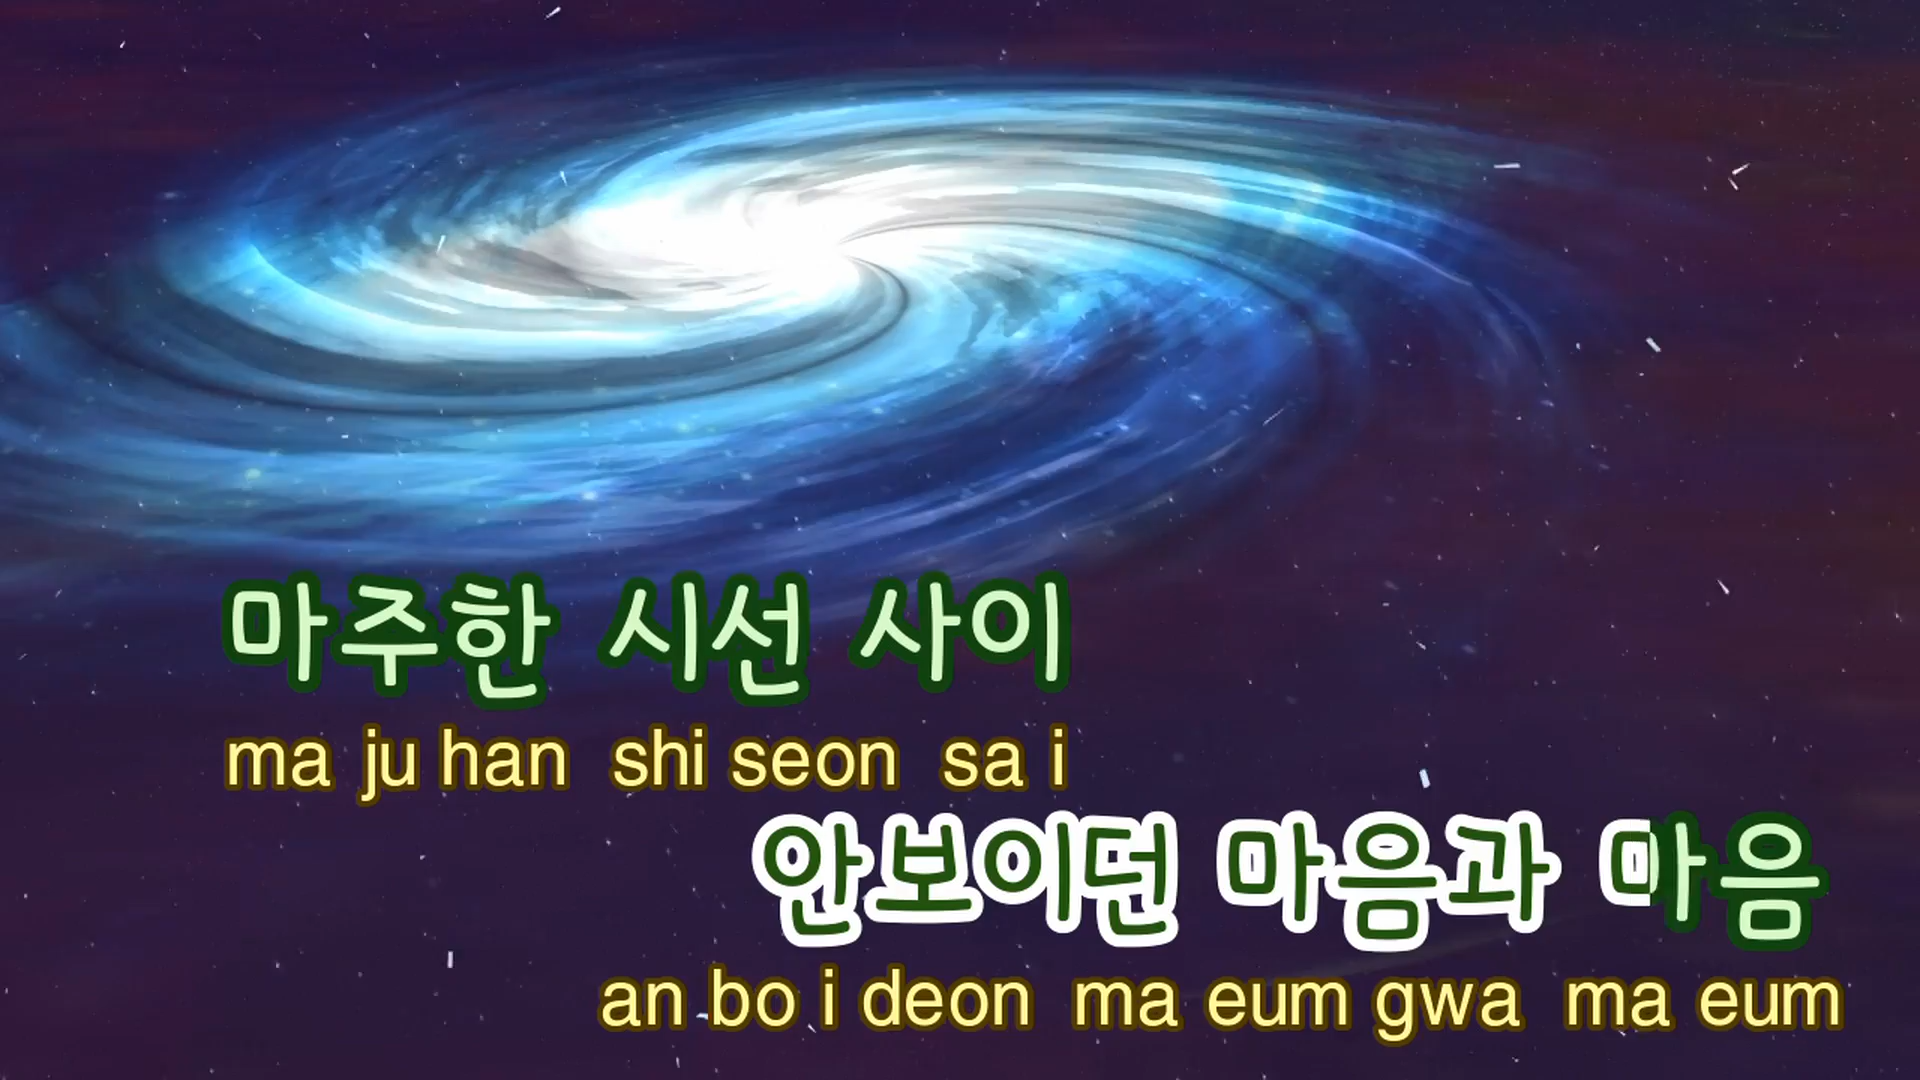 마주한 시선 사이
ma ju han shi seon sa i
안보이던 마음과 마음
an bo i deon ma eum gwa ma eum